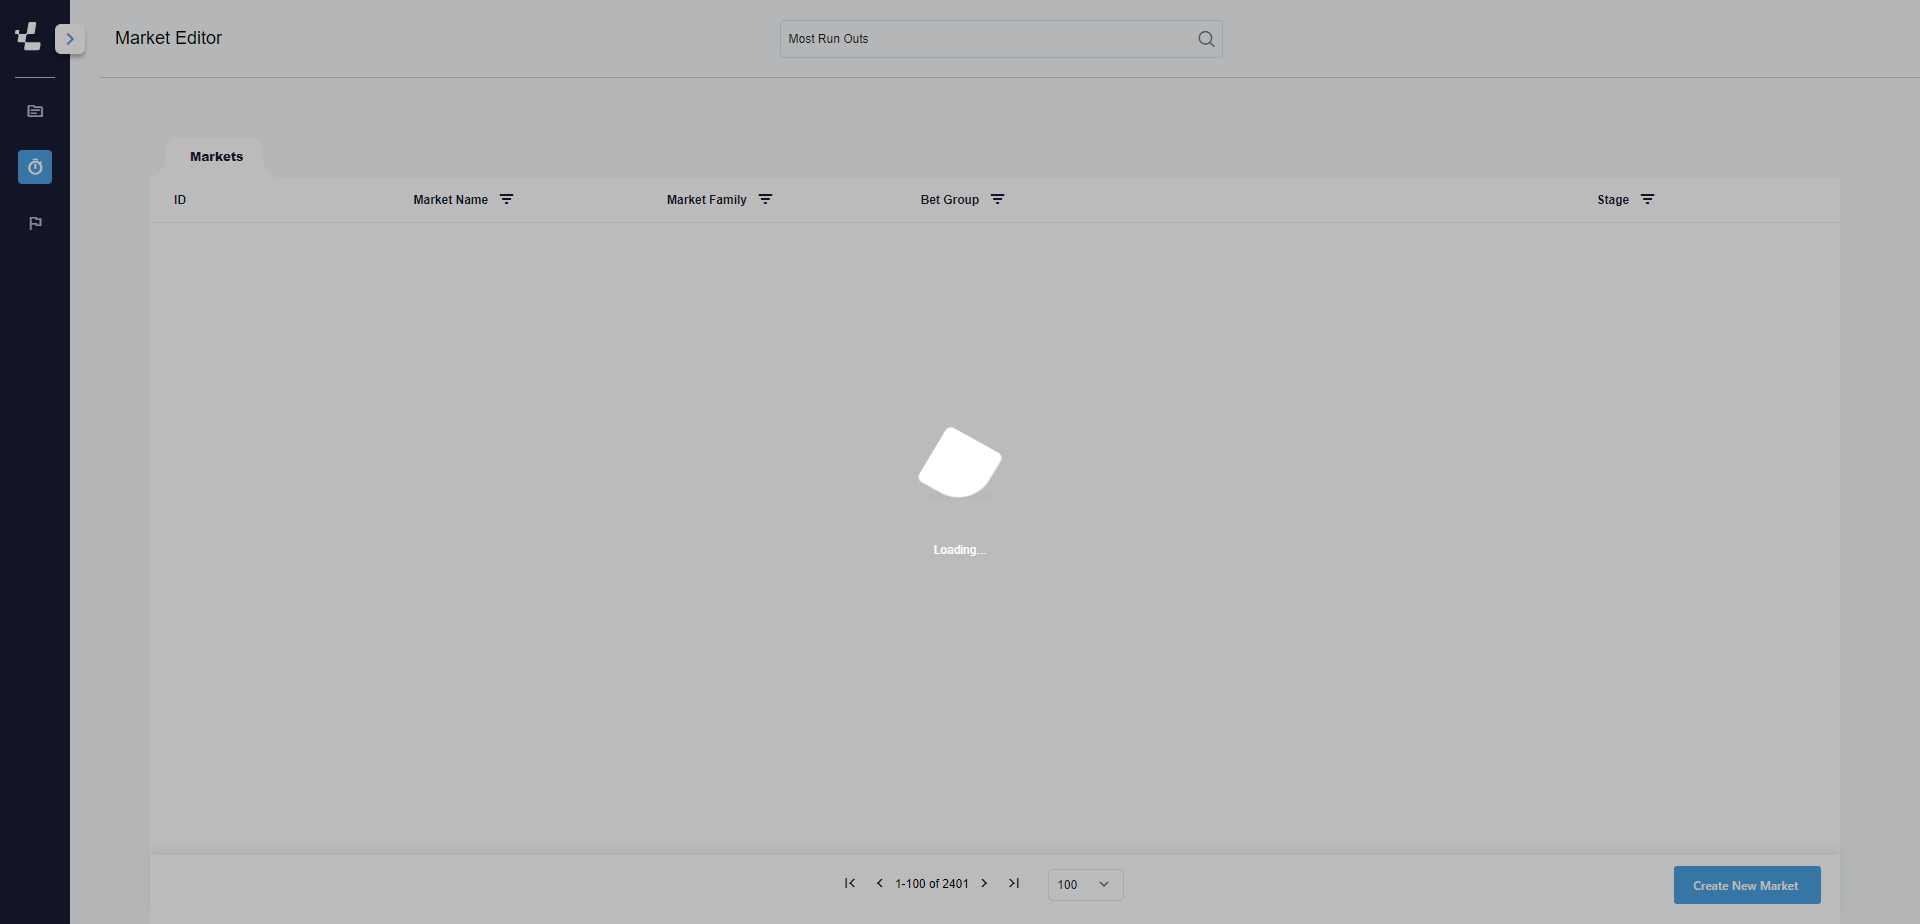 Market Editor
Most Run Outs
Markets
ID
Market Name
Market Family
Bet Group
Stage
Loading...
1-100 of 2401
100
Create New Market